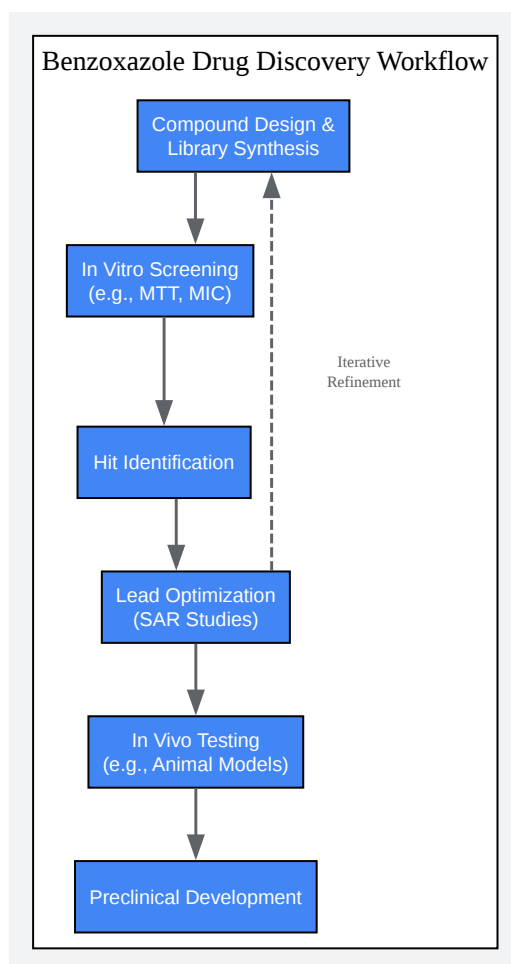 Benzoxazole Drug Discovery Workflow
Compound Design &
Library Synthesis
In Vitro Screening
(e.g., MTT, MIC)
Iterative
Refinement
Hit Identification
Lead Optimization
(SAR Studies)
In Vivo Testing
(e.g., Animal Models)
Preclinical Development